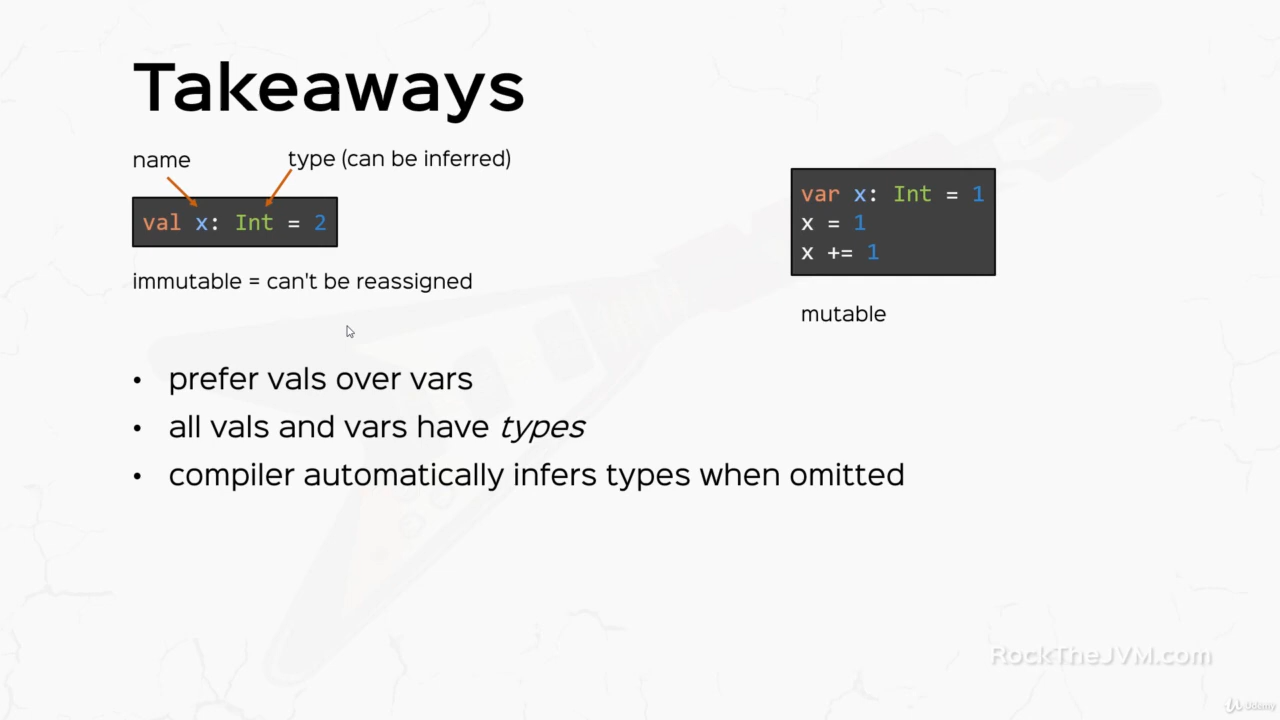 Takeaways
name
type (can be inferred)
val x: Int = 2
immutable = can't be reassigned
var x: Int = 1
x = 1
x += 1
mutable
• prefer vals over vars
• all vals and vars have types
• compiler automatically infers types when omitted
RockTheJVM.com
Udemy